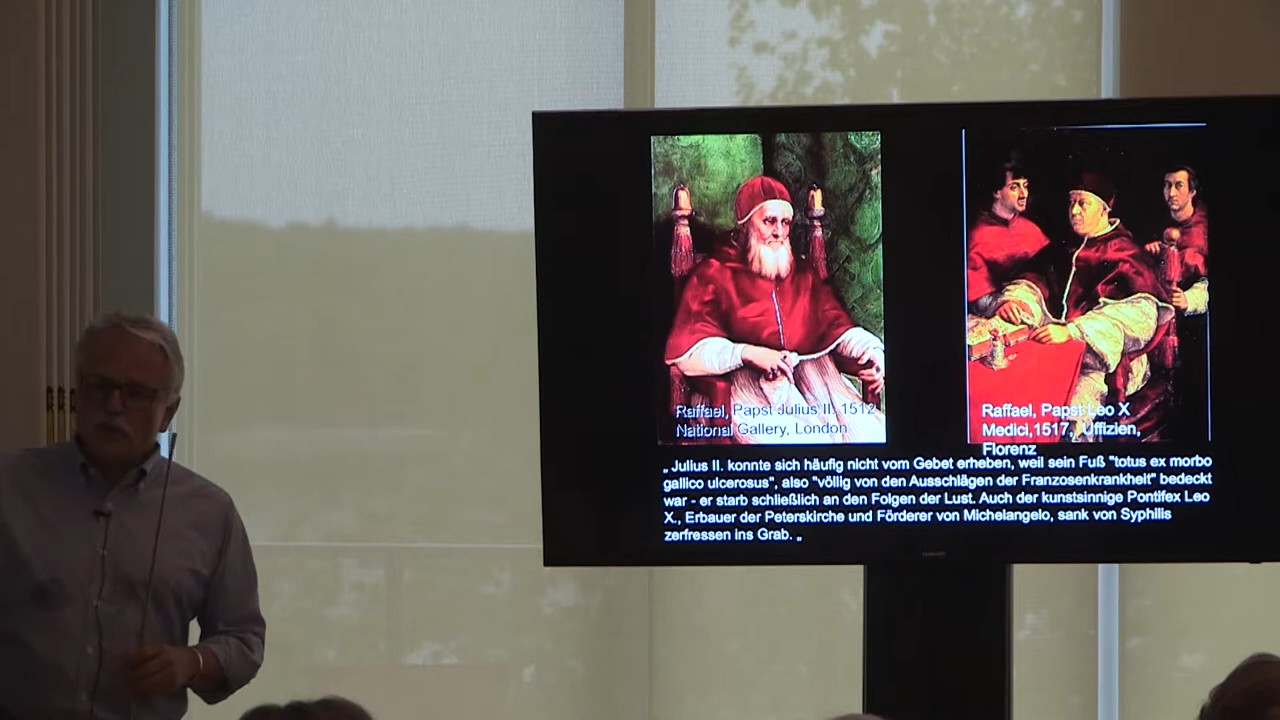 Raffael, Papst Julius II. 1512
National Gallery, London
Raffael, Papst Leo X
Medici,1517, Uffizien,
Florenz
„ Julius II. konnte sich häufig nicht vom Gebet erheben, weil sein Fuß "totus ex morbo
gallico ulcerosus", also "völlig von den Ausschlägen der Franzosenkrankheit" bedeckt
war - er starb schließlich an den Folgen der Lust. Auch der kunstsinnige Pontifex Leo
X., Erbauer der Peterskirche und Förderer von Michelangelo, sank von Syphilis
zerfressen ins Grab. „